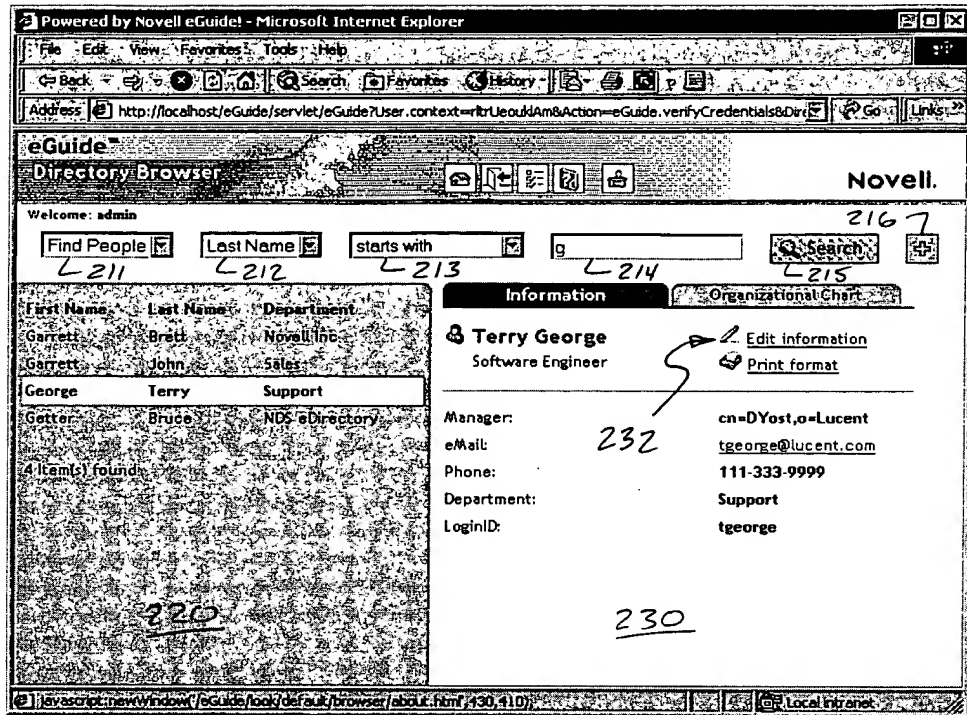 Powered by Novell eGuide! - Microsoft Internet Explorer
File Edit View Favorites Tools Help
Back Search Favorites History
Address http://localhost/eGuide/servlet/eGuide?User.context=rltrUeoukiAm&Action=eGuide.verifyCredentials&Dire Go Links »
eGuide™
Directory Browser
Novell.
Welcome: admin
216
Find People Last Name starts with g Search
211 212 213 214 215
Information Organizational Chart
First Name Last Name Department
Garrett Brett Novell Inc
Garrett John Sales
George Terry Support
Getter Bruce NDS eDirectory
4 Item(s) found
220
Terry George
Software Engineer
Edit information
Print format
232
Manager: cn=DYost,o=Lucent
eMail: tgeorge@lucent.com
Phone: 111-333-9999
Department: Support
LoginID: tgeorge
230
javascript:newWindow('/eGuide/look/default/browser/about.html',430,410); Local intranet